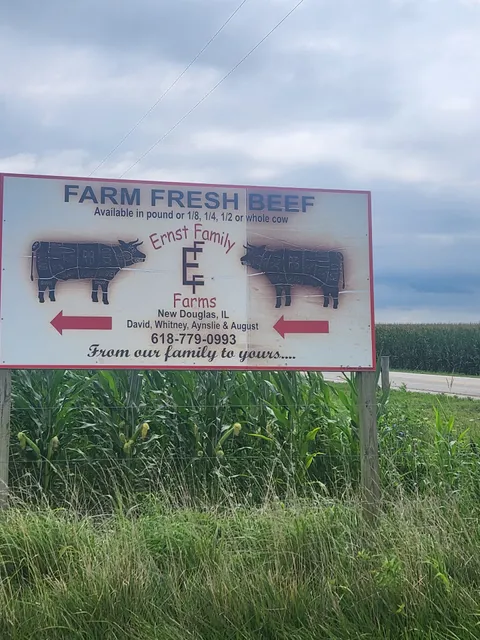 FARM FRESH BEEF
Available in pound or 1/8, 1/4, 1/2 or whole cow
Ernst Family
EFF
Farms
New Douglas, IL
David, Whitney, Aynslie & August
618-779-0993
From our family to yours....